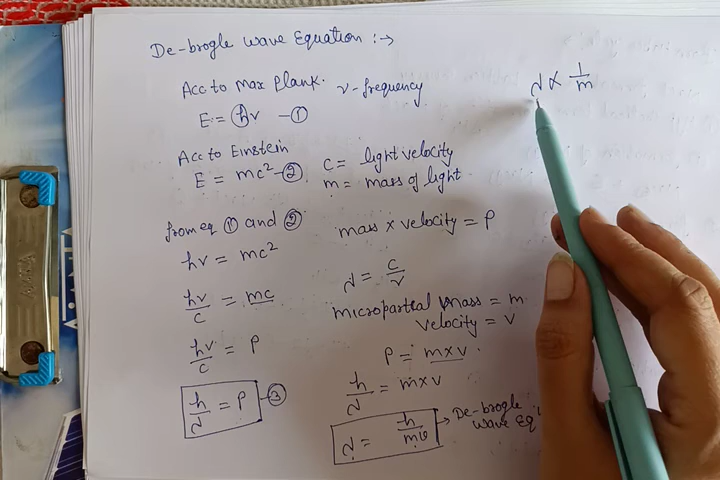 De-brogle wave Equation :→
λ ∝ 1/m
Acc to Max Plank.
ν - frequency
E = hν — ①
Acc to Einstein
E = mc² — ②
c = light velocity
m = mass of light
from eq ① and ②
hν = mc²
hν/c = mc
hν/c = P
h/λ = P — ③
mass x velocity = P
λ = c/ν
micropartial mass = m
velocity = v
P = m x v
h/λ = m x v
λ = h/mv → De-brogle
wave Eq